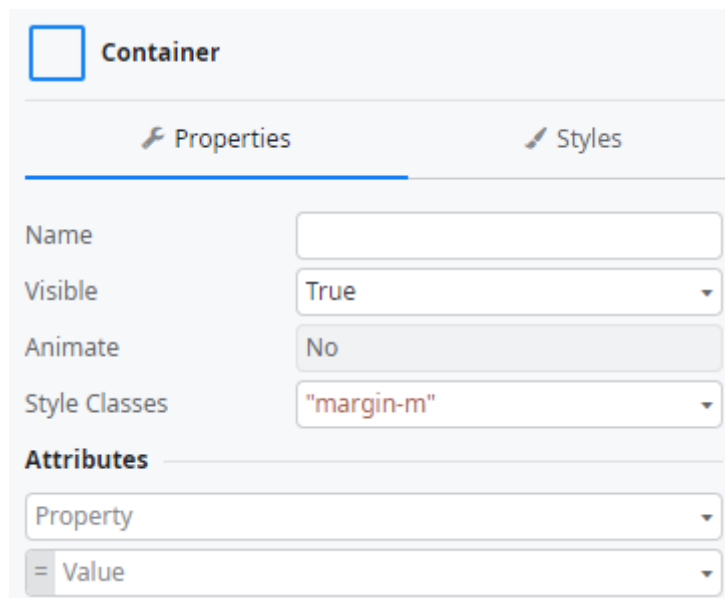 Container
Properties
Styles
Name
Visible True
Animate No
Style Classes "margin-m"
Attributes
Property
= Value